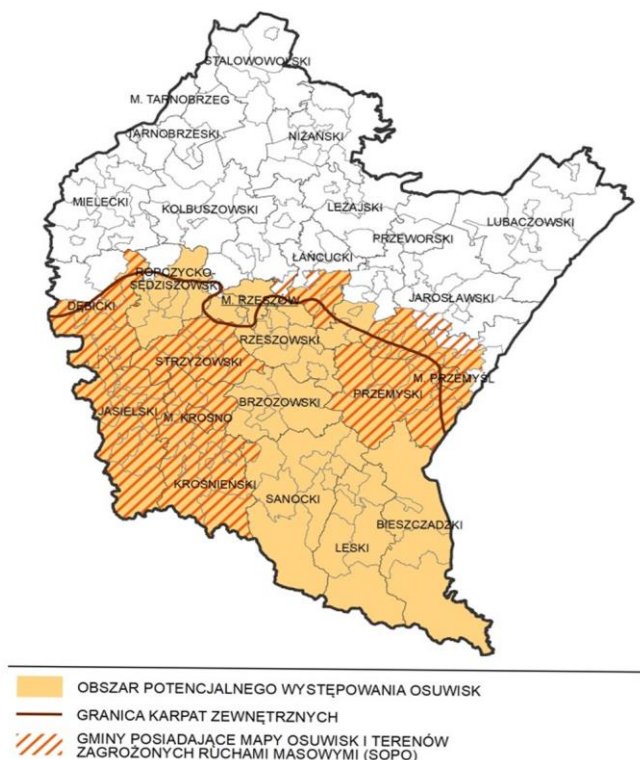 STALOWOWOLSKI
M. TARNOBRZEG
TARNOBRZESKI
NIŻAŃSKI
MIELECKI
KOLBUSZOWSKI
LEŻAJSKI
LUBACZOWSKI
PRZEWORSKI
ŁAŃCUCKI
ROPCZYCKO-
SĘDZISZOWSKI
JAROSŁAWSKI
DĘBICKI
M. RZESZÓW
RZESZOWSKI
STRZYŻOWSKI
M. PRZEMYŚL
PRZEMYSKI
BRZOZOWSKI
JASIELSKI
M. KROSNO
KROŚNIEŃSKI
SANOCKI
BIESZCZADZKI
LESKI
OBSZAR POTENCJALNEGO WYSTĘPOWANIA OSUWISK
GRANICA KARPAT ZEWNĘTRZNYCH
GMINY POSIADAJĄCE MAPY OSUWISK I TERENÓW
ZAGROŻONYCH RUCHAMI MASOWYMI (SOPO)